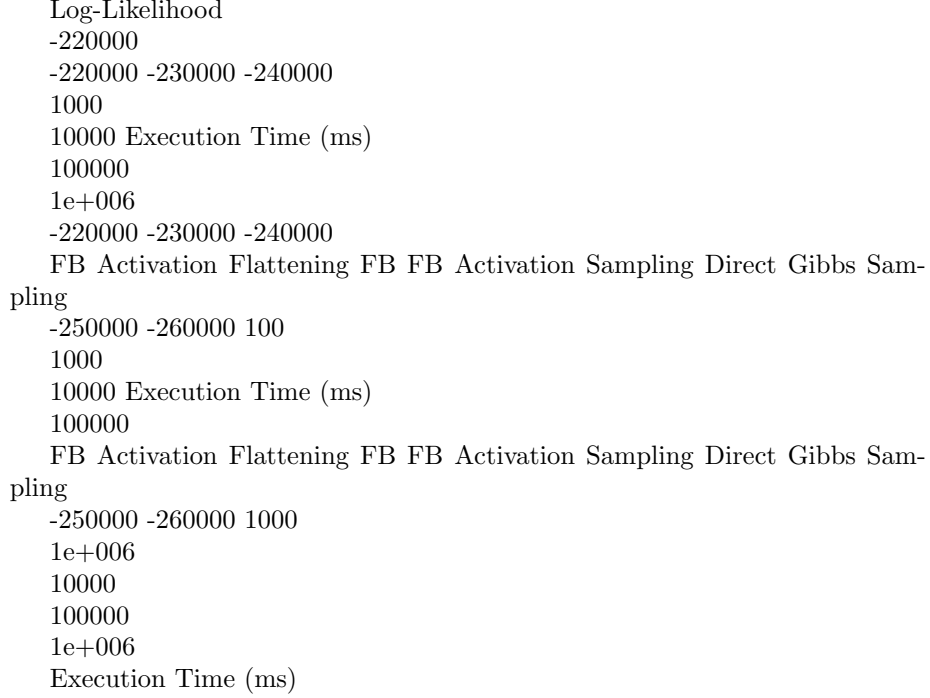 Log-Likelihood
-220000
-220000 -230000 -240000
1000
10000 Execution Time (ms)
100000
1e+006
-220000 -230000 -240000
FB Activation Flattening FB FB Activation Sampling Direct Gibbs Sam-
pling
-250000 -260000 100
1000
10000 Execution Time (ms)
100000
FB Activation Flattening FB FB Activation Sampling Direct Gibbs Sam-
pling
-250000 -260000 1000
1e+006
10000
100000
1e+006
Execution Time (ms)